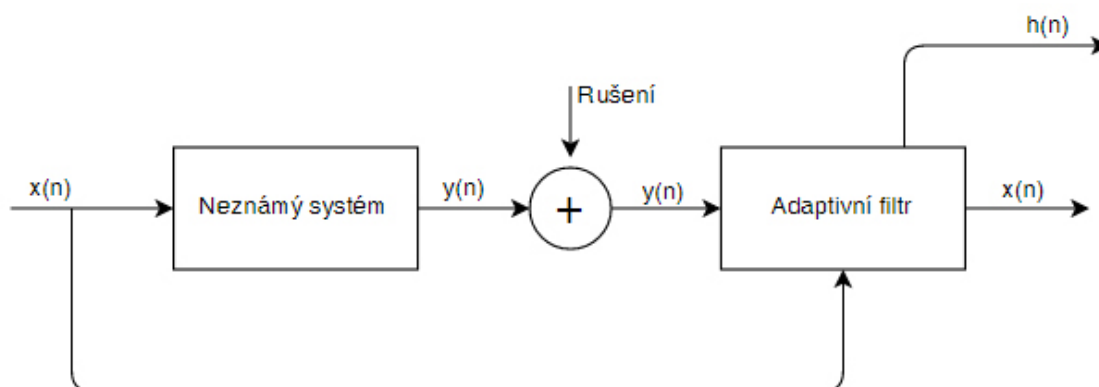 h(n)
Rušení
x(n)
Neznámý systém
y(n)
+
y(n)
Adaptivní filtr
x(n)